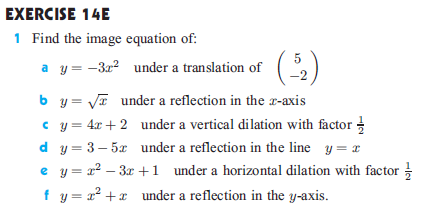 EXERCISE 14E
1 Find the image equation of:
a y = −3x² under a translation of (5 −2)
b y = √x under a reflection in the x-axis
c y = 4x + 2 under a vertical dilation with factor ½
d y = 3 − 5x under a reflection in the line y = x
e y = x² − 3x + 1 under a horizontal dilation with factor ½
f y = x² + x under a reflection in the y-axis.